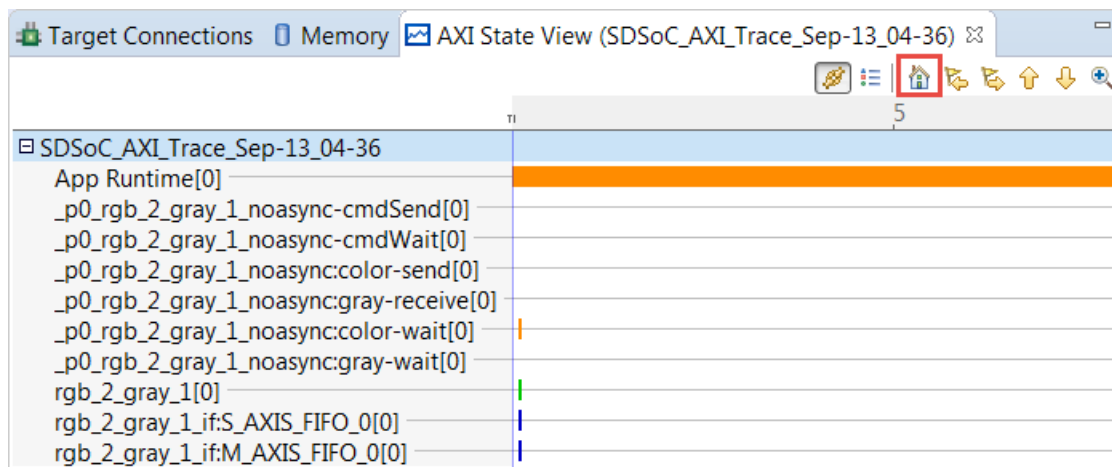 Target Connections Memory AXI State View (SDSoC_AXI_Trace_Sep-13_04-36)
5
SDSoC_AXI_Trace_Sep-13_04-36
App Runtime[0]
_p0_rgb_2_gray_1_noasync-cmdSend[0]
_p0_rgb_2_gray_1_noasync-cmdWait[0]
_p0_rgb_2_gray_1_noasync:color-send[0]
_p0_rgb_2_gray_1_noasync:gray-receive[0]
_p0_rgb_2_gray_1_noasync:color-wait[0]
_p0_rgb_2_gray_1_noasync:gray-wait[0]
rgb_2_gray_1[0]
rgb_2_gray_1_if:S_AXIS_FIFO_0[0]
rgb_2_gray_1_if:M_AXIS_FIFO_0[0]